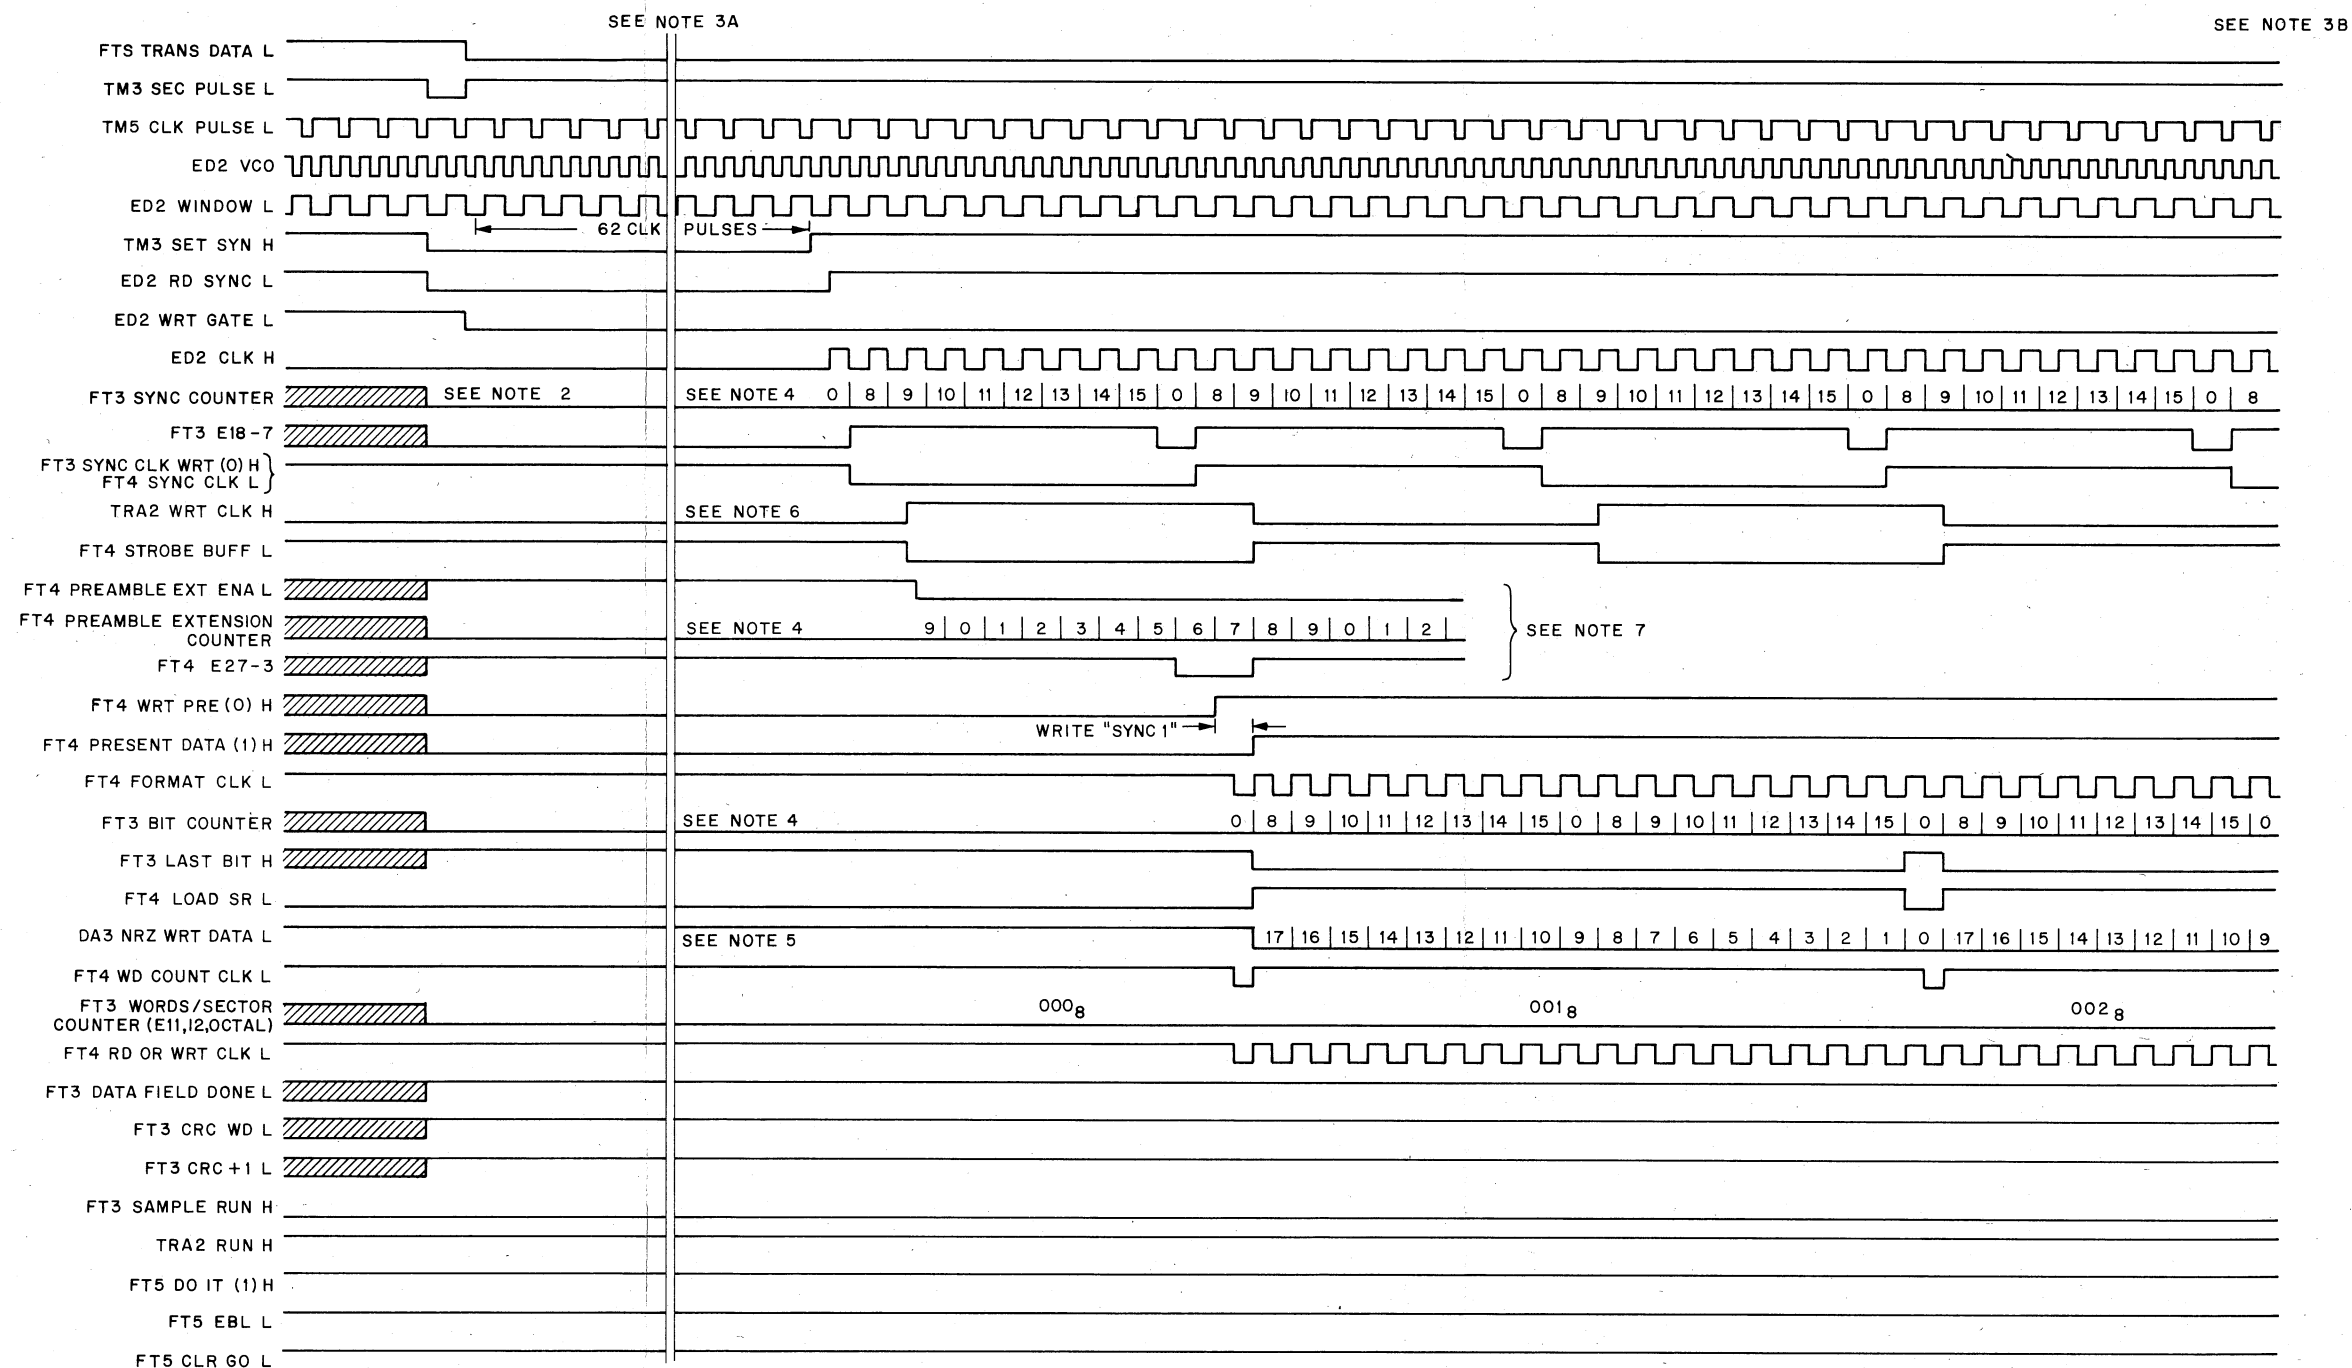 SEE NOTE 3A
SEE NOTE 3B
FTS TRANS DATA L
TM3 SEC PULSE L
TM5 CLK PULSE L
ED2 VCO
ED2 WINDOW L
62 CLK PULSES
TM3 SET SYN H
ED2 RD SYNC L
ED2 WRT GATE L
ED2 CLK H
FT3 SYNC COUNTER SEE NOTE 2 SEE NOTE 4 0 8 9 10 11 12 13 14 15 0 8 9 10 11 12 13 14 15 0 8 9 10 11 12 13 14 15 0 8 9 10 11 12 13 14 15 0 8
FT3 E18-7
FT3 SYNC CLK WRT (0) H
FT4 SYNC CLK L
TRA2 WRT CLK H SEE NOTE 6
FT4 STROBE BUFF L
FT4 PREAMBLE EXT ENA L
FT4 PREAMBLE EXTENSION
COUNTER
SEE NOTE 4 9 0 1 2 3 4 5 6 7 8 9 0 1 2
SEE NOTE 7
FT4 E27-3
FT4 WRT PRE (0) H
WRITE "SYNC 1"
FT4 PRESENT DATA (1) H
FT4 FORMAT CLK L
FT3 BIT COUNTER SEE NOTE 4 0 8 9 10 11 12 13 14 15 0 8 9 10 11 12 13 14 15 0 8 9 10 11 12 13 14 15 0
FT3 LAST BIT H
FT4 LOAD SR L
DA3 NRZ WRT DATA L SEE NOTE 5 17 16 15 14 13 12 11 10 9 8 7 6 5 4 3 2 1 0 17 16 15 14 13 12 11 10 9
FT4 WD COUNT CLK L
FT3 WORDS/SECTOR
COUNTER (E11,12,OCTAL)
000₈ 001₈ 002₈
FT4 RD OR WRT CLK L
FT3 DATA FIELD DONE L
FT3 CRC WD L
FT3 CRC +1 L
FT3 SAMPLE RUN H
TRA2 RUN H
FT5 DO IT (1) H
FT5 EBL L
FT5 CLR GO L